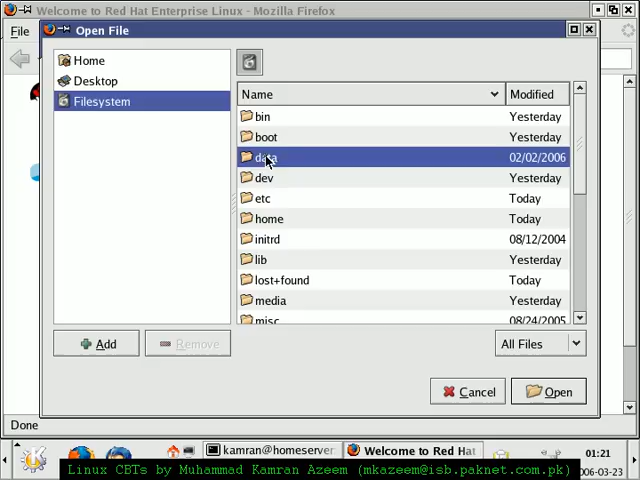 Welcome to Red Hat Enterprise Linux - Mozilla Firefox
File
Open File
Home
Desktop
Filesystem
Name
Modified
bin Yesterday
boot Yesterday
data 02/02/2006
dev Yesterday
etc Today
home Today
initrd 08/12/2004
lib Yesterday
lost+found Today
media Yesterday
misc 08/24/2005
Add
Remove
All Files
Cancel
Open
Done
kamran@homeserver
Welcome to Red Hat
01:21
Linux CBTs by Muhammad Kamran Azeem (mkazeem@isb.paknet.com.pk)
006-03-23